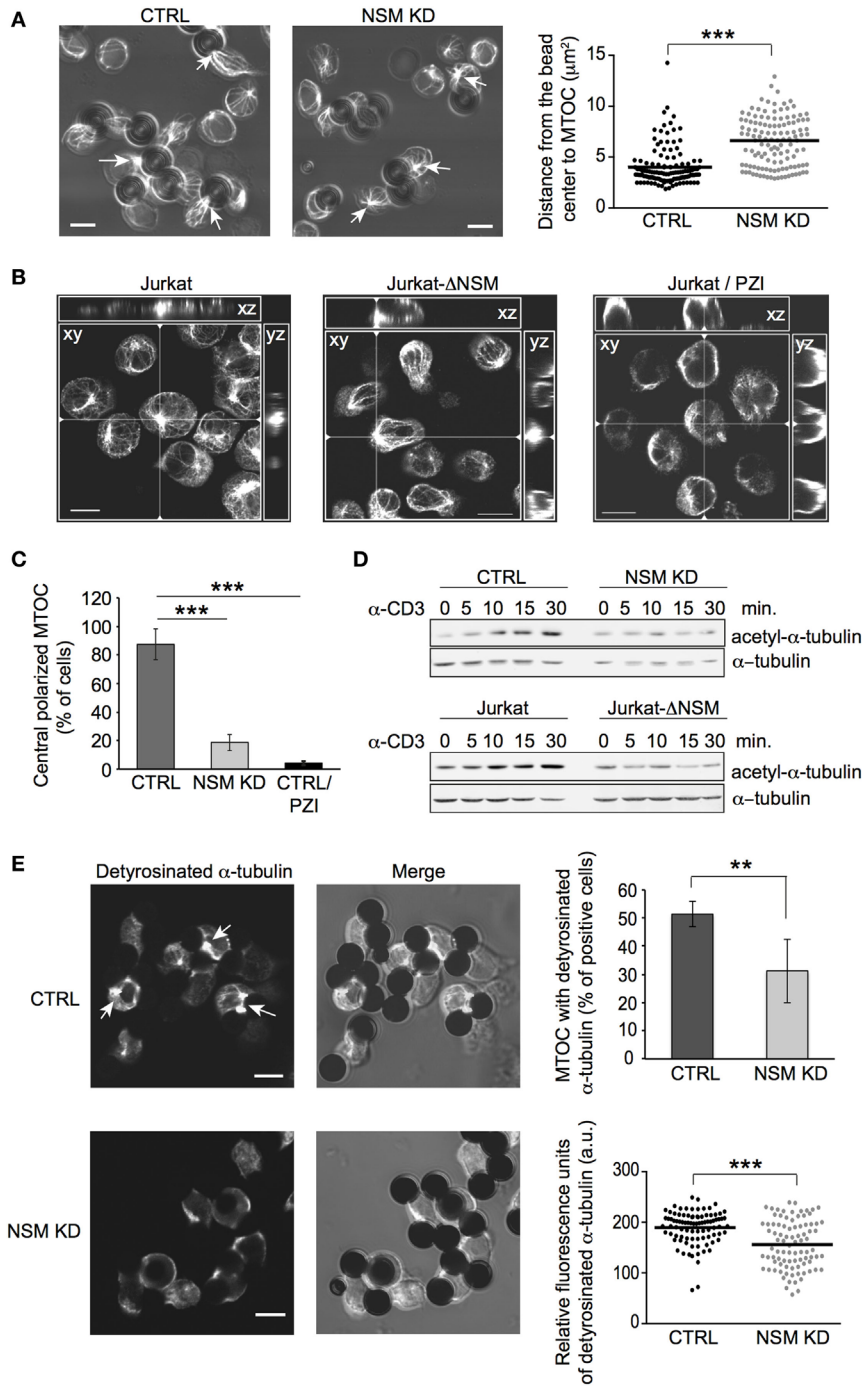 A
CTRL
NSM KD
***
Distance from the bead
center to MTOC (μm²)
15
10
5
0
CTRL
NSM KD
B
Jurkat
Jurkat-ΔNSM
Jurkat / PZI
xz
xy
yz
xz
xy
yz
xz
xy
yz
C
***
***
Central polarized MTOC
(% of cells)
120
100
80
60
40
20
0
CTRL
NSM KD
CTRL/
PZI
D
CTRL
NSM KD
α-CD3
0 5 10 15 30
0 5 10 15 30
min.
acetyl-α-tubulin
α–tubulin
Jurkat
Jurkat-ΔNSM
α-CD3
0 5 10 15 30
0 5 10 15 30
min.
acetyl-α-tubulin
α–tubulin
E
Detyrosinated α-tubulin
Merge
CTRL
NSM KD
**
MTOC with detyrosinated
α-tubulin (% of positive cells)
60
50
40
30
20
10
0
CTRL
NSM KD
***
Relative fluorescence units
of detyrosinated α-tubulin (a.u.)
300
200
100
0
CTRL
NSM KD